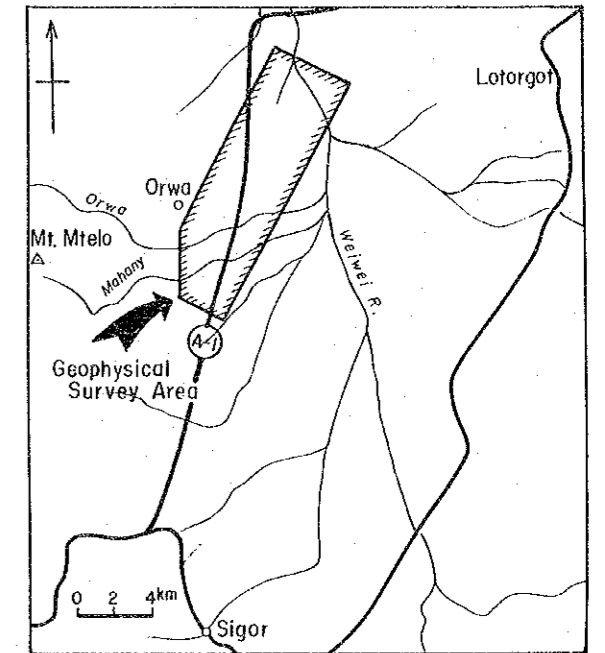 Lotorgot
Orwa
Orwa
Mt. Mtelo
Mahany
Weiwei R.
A-1
Geophysical
Survey Area
0 2 4km
Sigor